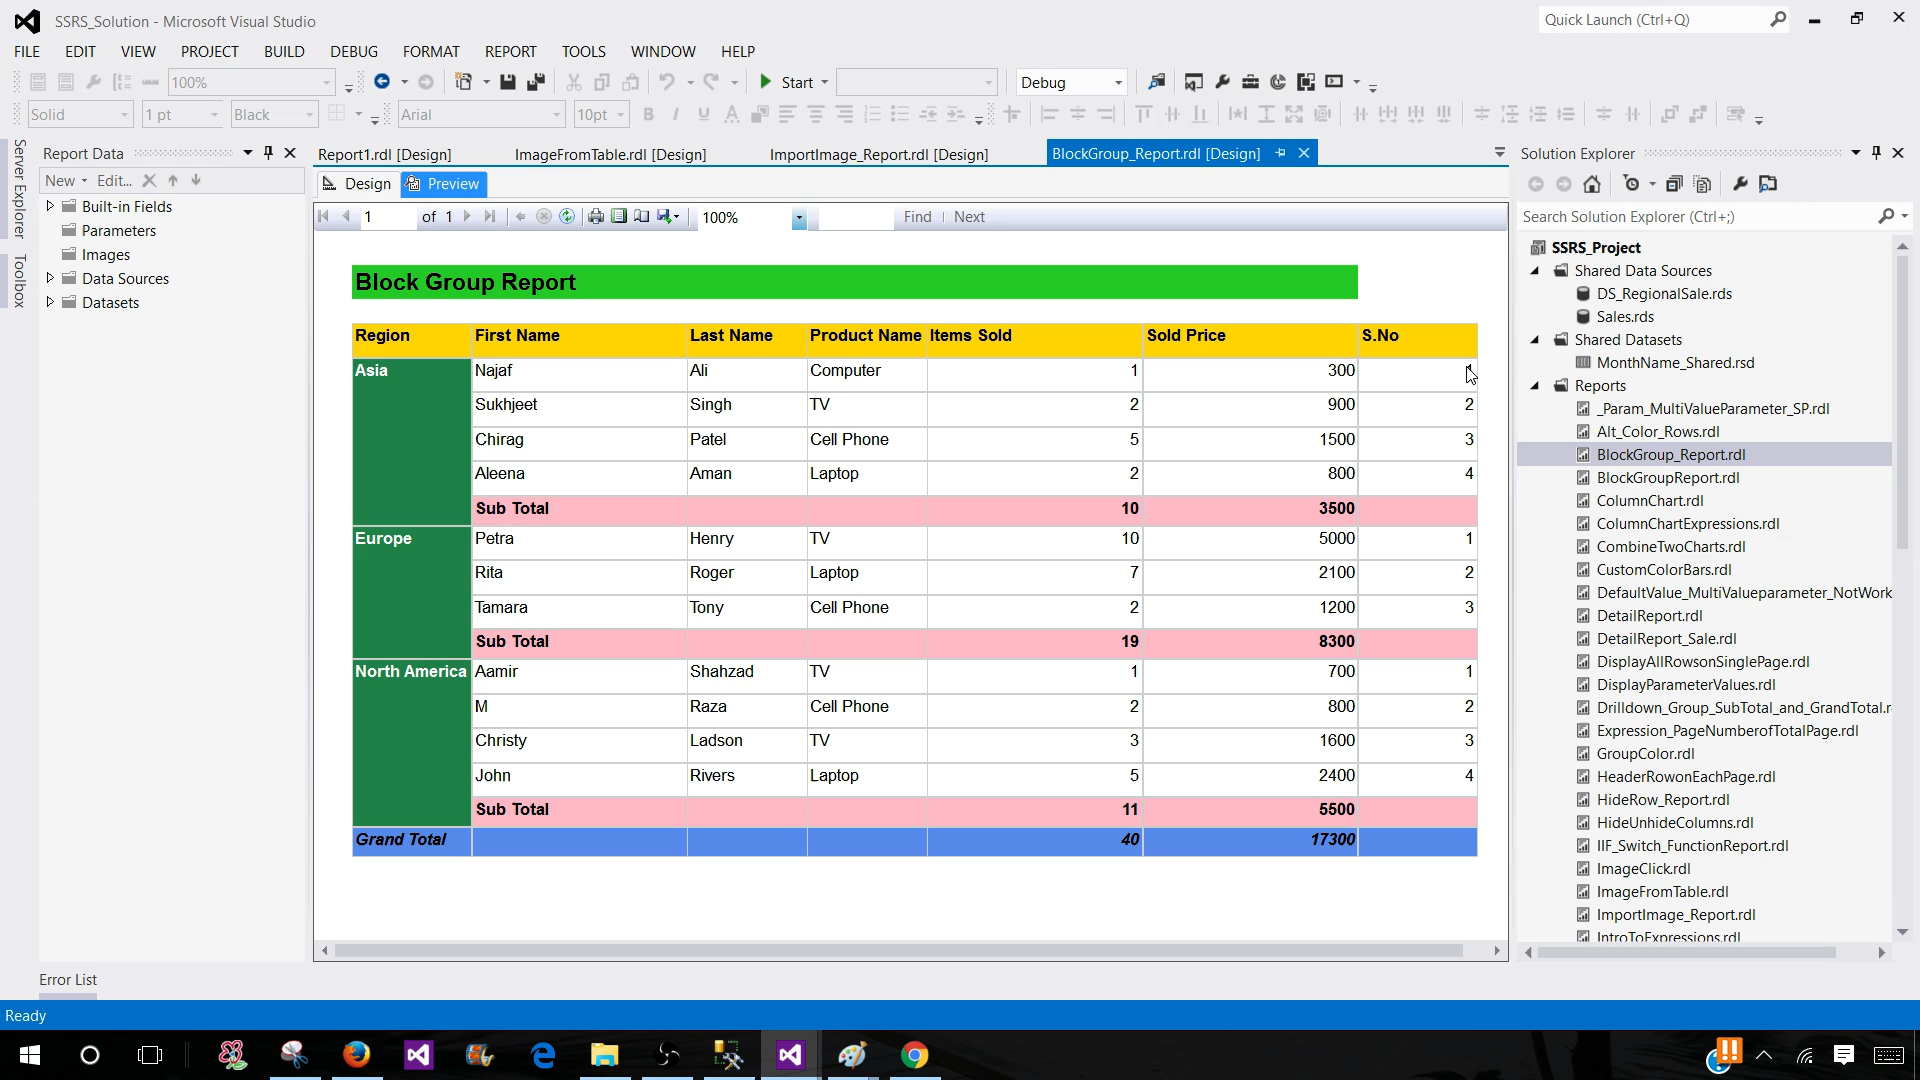 SSRS_Solution - Microsoft Visual Studio
Quick Launch (Ctrl+Q)
FILE EDIT VIEW PROJECT BUILD DEBUG FORMAT REPORT TOOLS WINDOW HELP
100% Start Debug
Solid 1 pt Black Arial 10pt B I U A
Server Explorer
Toolbox
Report Data
New Edit...
Built-in Fields
Parameters
Images
Data Sources
Datasets
Report1.rdl [Design] ImageFromTable.rdl [Design] ImportImage_Report.rdl [Design] BlockGroup_Report.rdl [Design]
Design Preview
1 of 1 100% Find | Next
Block Group Report
Region First Name Last Name Product Name Items Sold Sold Price S.No
Asia Najaf Ali Computer 1 300
Sukhjeet Singh TV 2 900 2
Chirag Patel Cell Phone 5 1500 3
Aleena Aman Laptop 2 800 4
Sub Total 10 3500
Europe Petra Henry TV 10 5000 1
Rita Roger Laptop 7 2100 2
Tamara Tony Cell Phone 2 1200 3
Sub Total 19 8300
North America Aamir Shahzad TV 1 700 1
M Raza Cell Phone 2 800 2
Christy Ladson TV 3 1600 3
John Rivers Laptop 5 2400 4
Sub Total 11 5500
Grand Total 40 17300
Solution Explorer
Search Solution Explorer (Ctrl+;)
SSRS_Project
Shared Data Sources
DS_RegionalSale.rds
Sales.rds
Shared Datasets
MonthName_Shared.rsd
Reports
_Param_MultiValueParameter_SP.rdl
Alt_Color_Rows.rdl
BlockGroup_Report.rdl
BlockGroupReport.rdl
ColumnChart.rdl
ColumnChartExpressions.rdl
CombineTwoCharts.rdl
CustomColorBars.rdl
DefaultValue_MultiValueparameter_NotWork
DetailReport.rdl
DetailReport_Sale.rdl
DisplayAllRowsonSinglePage.rdl
DisplayParameterValues.rdl
Drilldown_Group_SubTotal_and_GrandTotal.r
Expression_PageNumberofTotalPage.rdl
GroupColor.rdl
HeaderRowonEachPage.rdl
HideRow_Report.rdl
HideUnhideColumns.rdl
IIF_Switch_FunctionReport.rdl
ImageClick.rdl
ImageFromTable.rdl
ImportImage_Report.rdl
IntroToExpressions.rdl
Error List
Ready